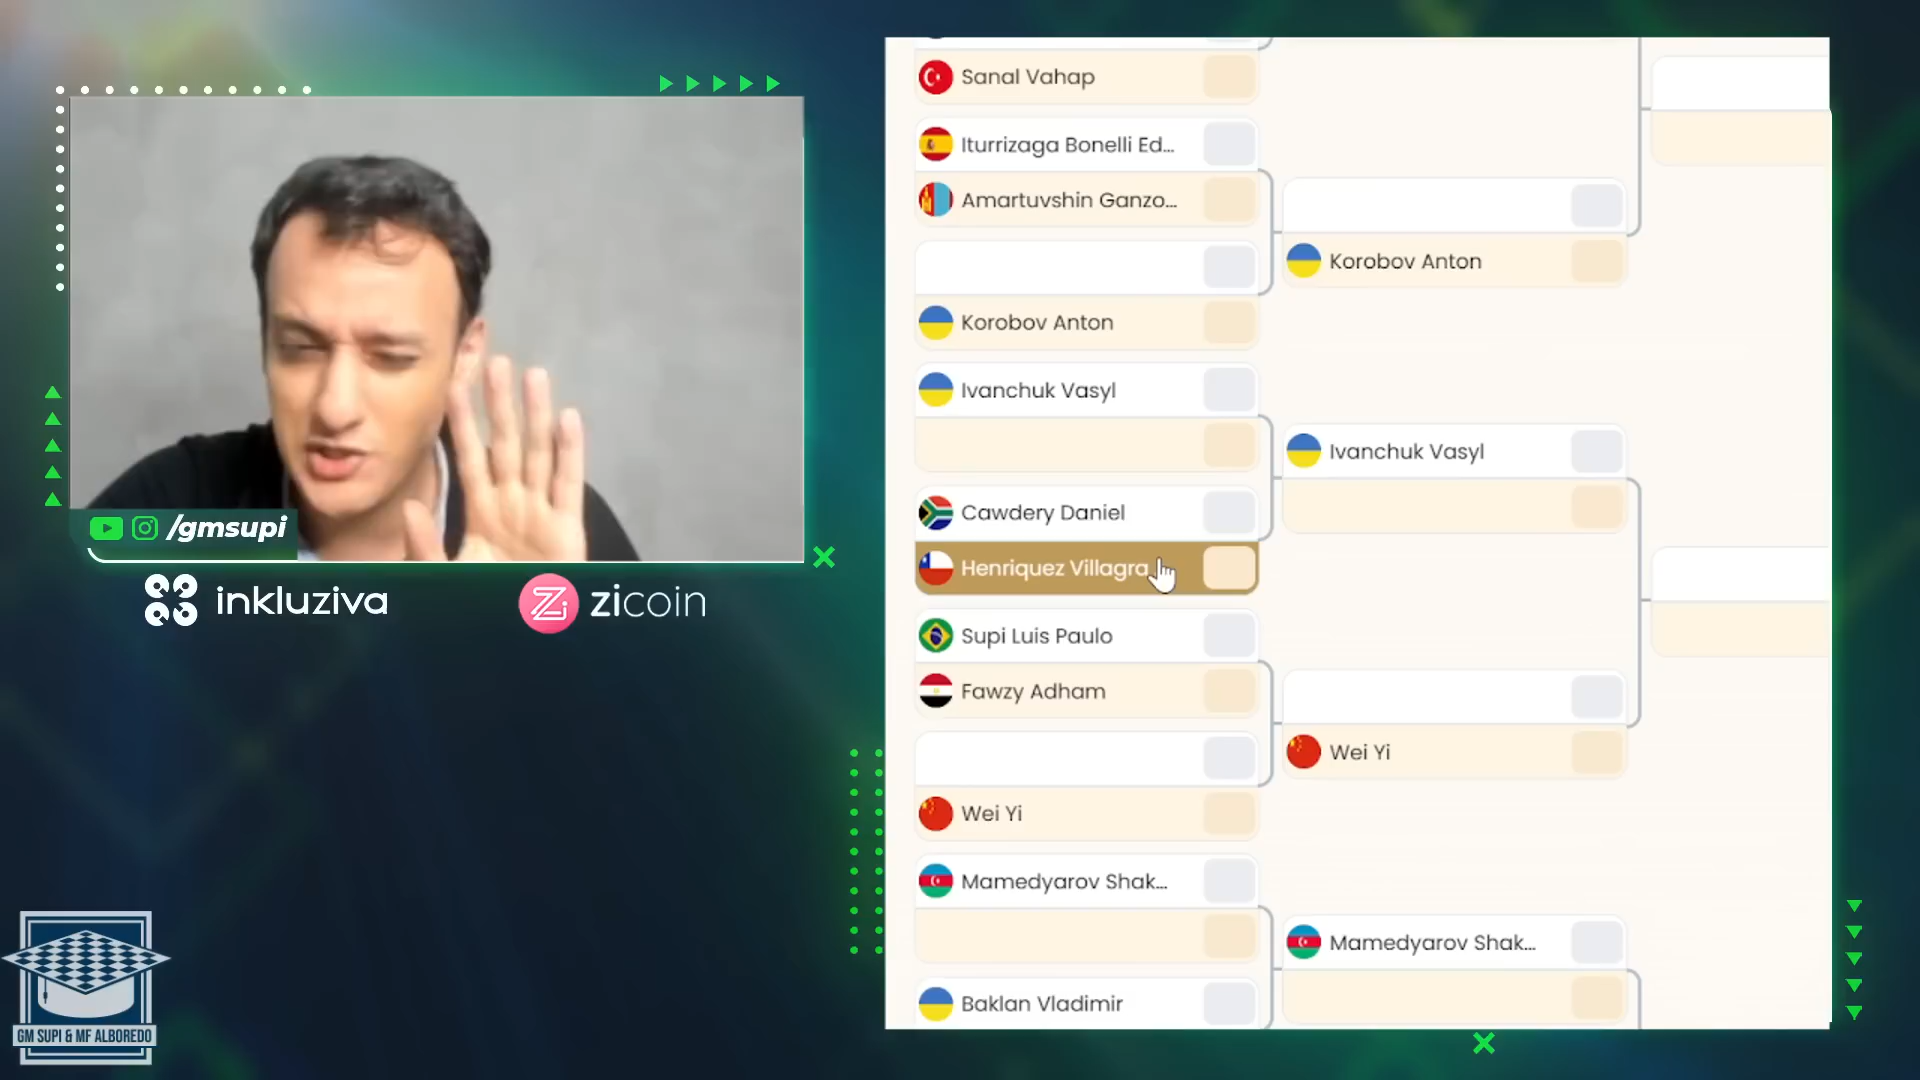 /gmsupi
inkluziva
Zi zicoin
GM SUPI & MF ALBOREDO
Sanal Vahap
Iturrizaga Bonelli Ed...
Amartuvshin Ganzo...
Korobov Anton
Ivanchuk Vasyl
Cawdery Daniel
Henriquez Villagra
Supi Luis Paulo
Fawzy Adham
Wei Yi
Mamedyarov Shak...
Baklan Vladimir
Korobov Anton
Ivanchuk Vasyl
Wei Yi
Mamedyarov Shak...